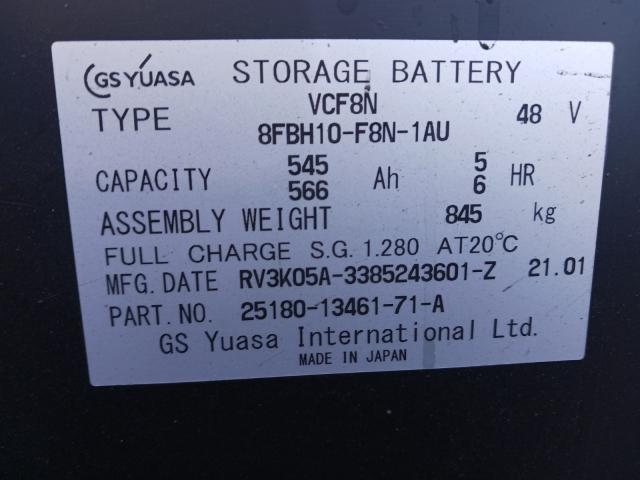 GS YUASA STORAGE BATTERY
TYPE VCF8N 48 V
8FBH10-F8N-1AU
CAPACITY 545 Ah 5 HR
566 6
ASSEMBLY WEIGHT 845 kg
FULL CHARGE S.G. 1.280 AT20℃
MFG. DATE RV3K05A-3385243601-Z 21.01
PART. NO. 25180-13461-71-A
GS Yuasa International Ltd.
MADE IN JAPAN